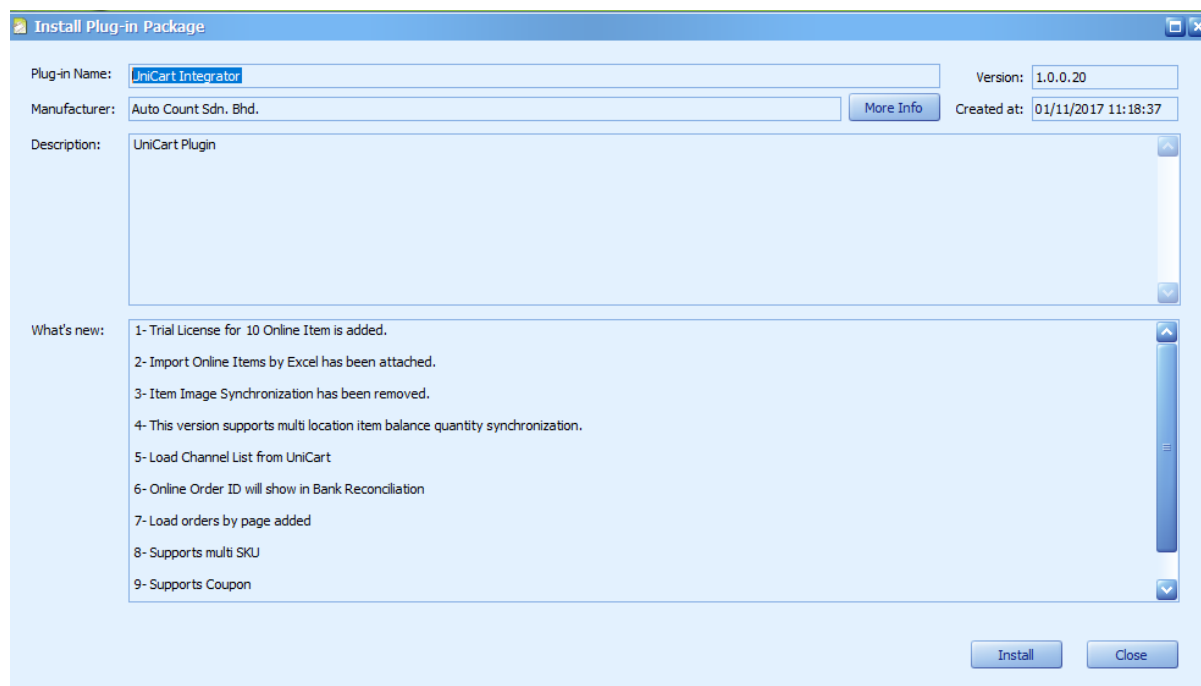 Install Plug-in Package
Plug-in Name: UniCart Integrator Version: 1.0.0.20
Manufacturer: Auto Count Sdn. Bhd. More Info Created at: 01/11/2017 11:18:37
Description: UniCart Plugin
What's new: 1- Trial License for 10 Online Item is added.
2- Import Online Items by Excel has been attached.
3- Item Image Synchronization has been removed.
4- This version supports multi location item balance quantity synchronization.
5- Load Channel List from UniCart
6- Online Order ID will show in Bank Reconciliation
7- Load orders by page added
8- Supports multi SKU
9- Supports Coupon
Install Close